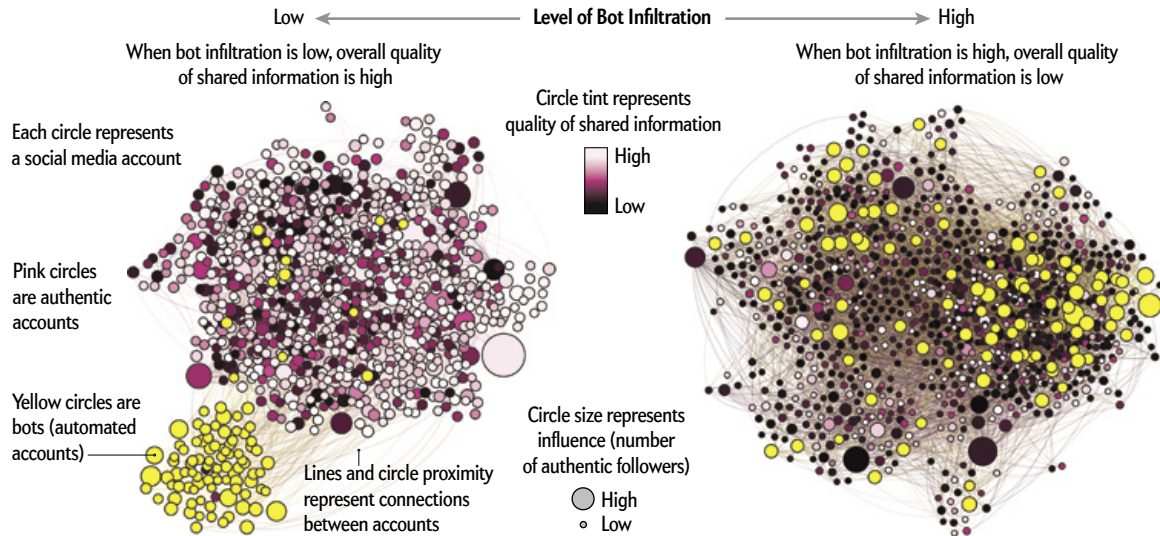 Low Level of Bot Infiltration High
When bot infiltration is low, overall quality
of shared information is high
When bot infiltration is high, overall quality
of shared information is low
Each circle represents
a social media account
Circle tint represents
quality of shared information
High
Low
Pink circles
are authentic
accounts
Yellow circles are
bots (automated
accounts)
Lines and circle proximity
represent connections
between accounts
Circle size represents
influence (number
of authentic followers)
High
Low